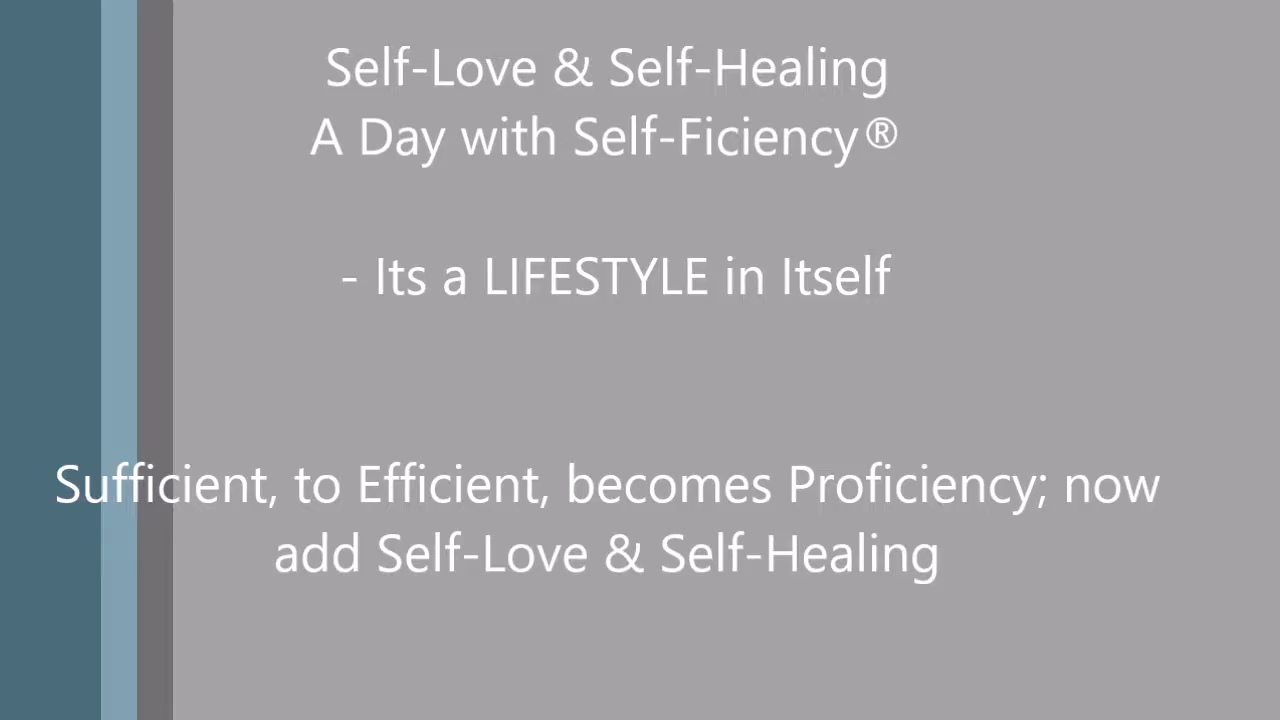 Self-Love & Self-Healing
A Day with Self-Ficiency®
- Its a LIFESTYLE in Itself
Sufficient, to Efficient, becomes Proficiency; now
add Self-Love & Self-Healing